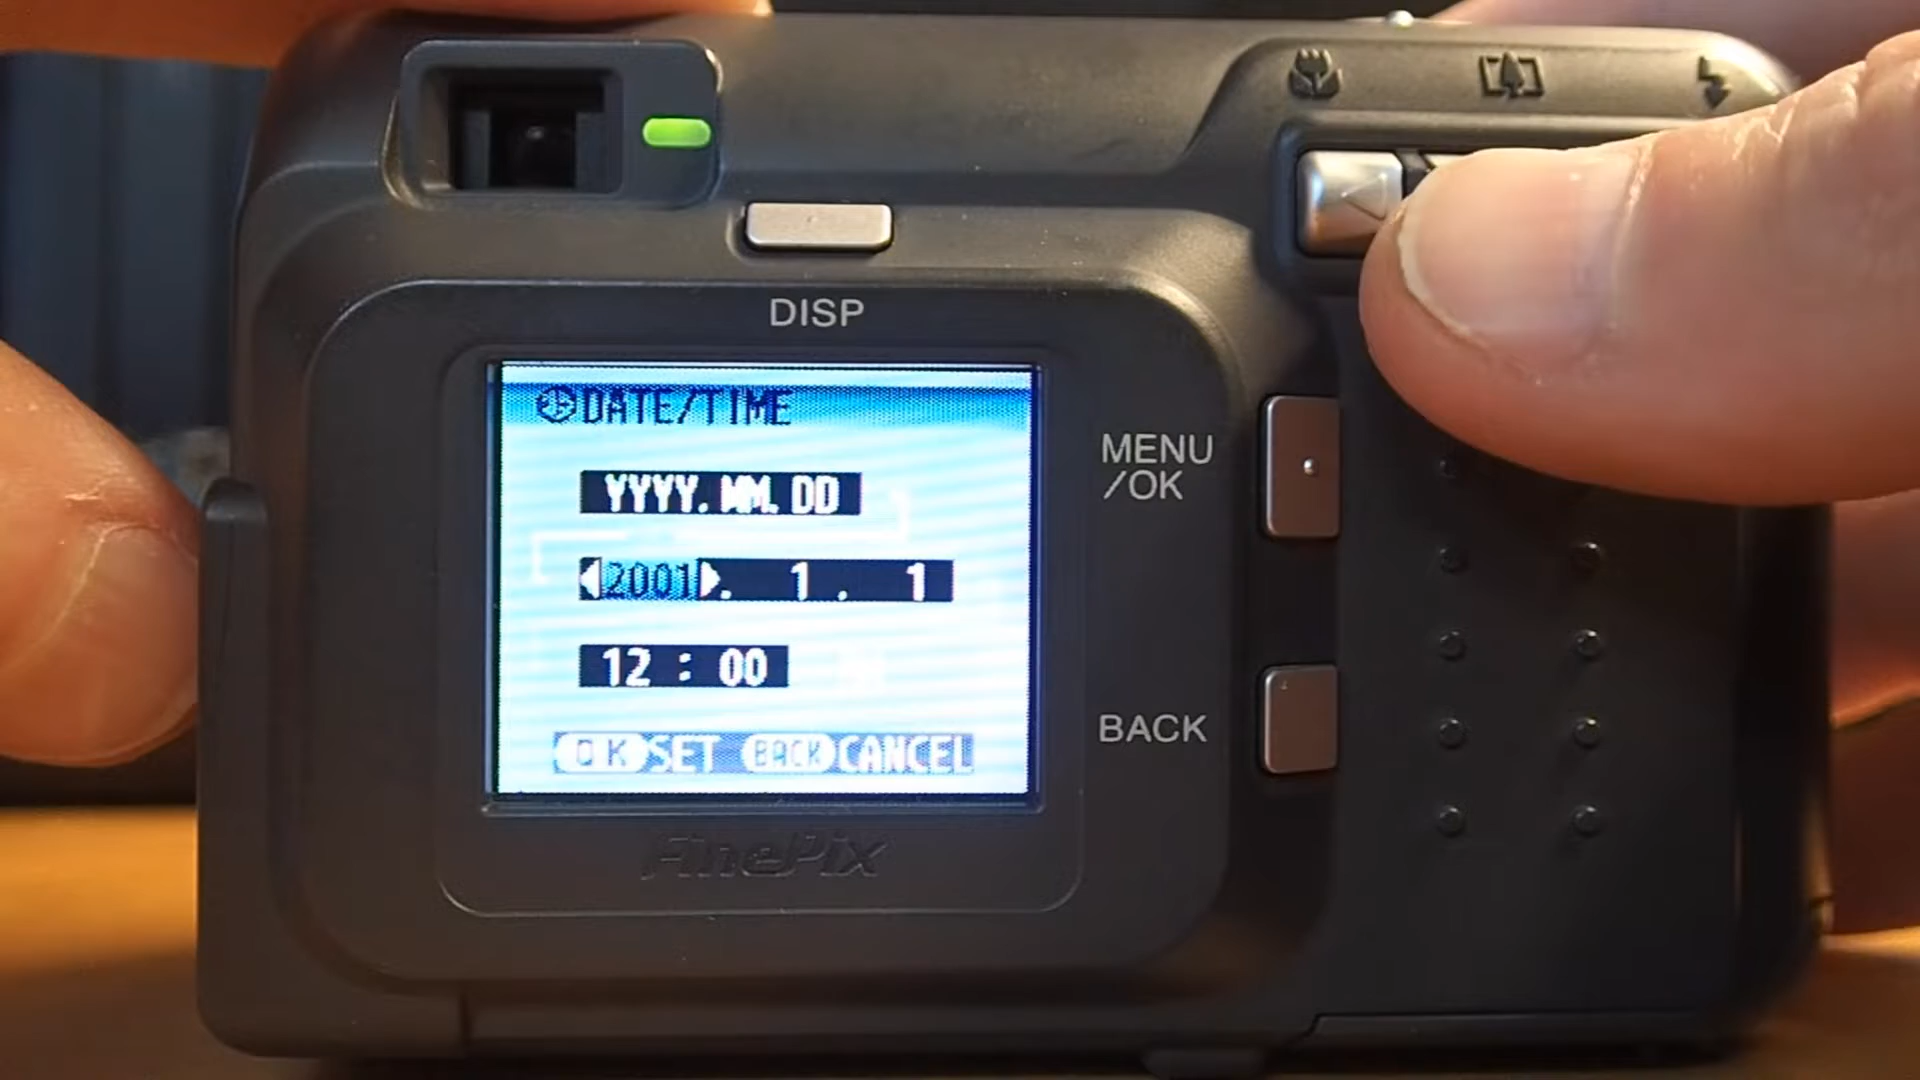 DISP
DATE/TIME
YYYY.MM.DD
2001. 1. 1
12:00
OK SET BACK CANCEL
MENU
/OK
BACK
FinePix